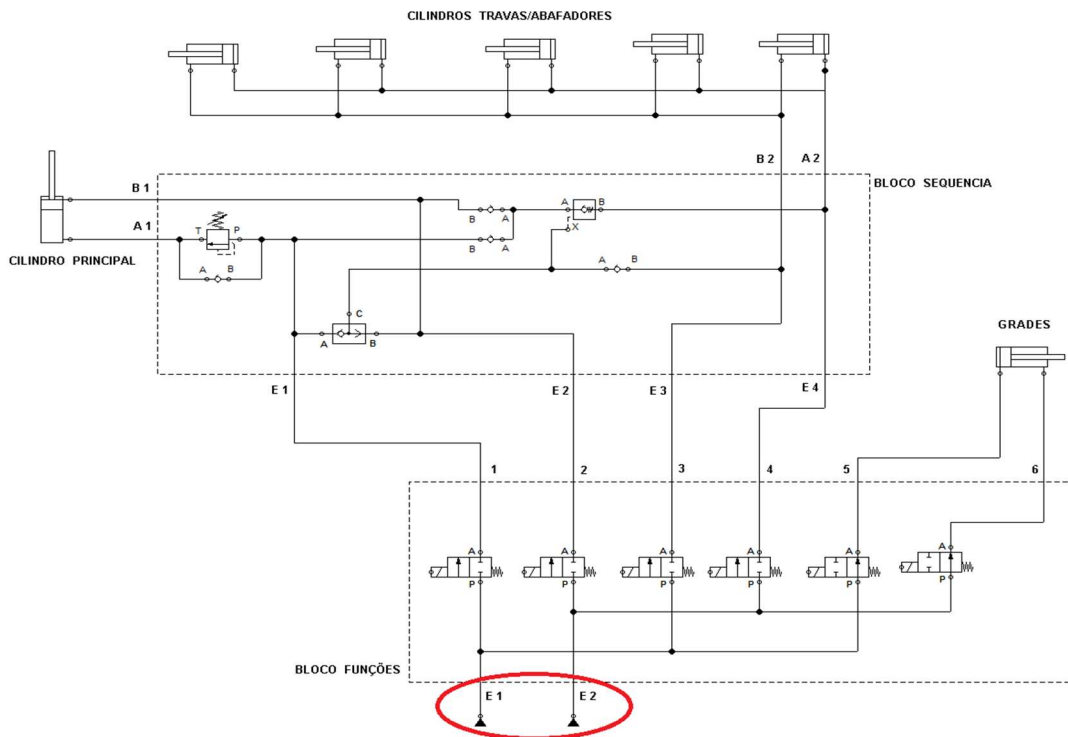 CILINDROS TRAVAS/ABAFADORES
B 2 A 2
BLOCO SEQUENCIA
B 1
A B
B A
X
A 1
T P
B A
CILINDRO PRINCIPAL
A B
A B
C
A B
GRADES
E 1 E 2 E 3 E 4
1 2 3 4 5 6
A A A A A A
P P P P P P
BLOCO FUNÇÕES
E 1 E 2